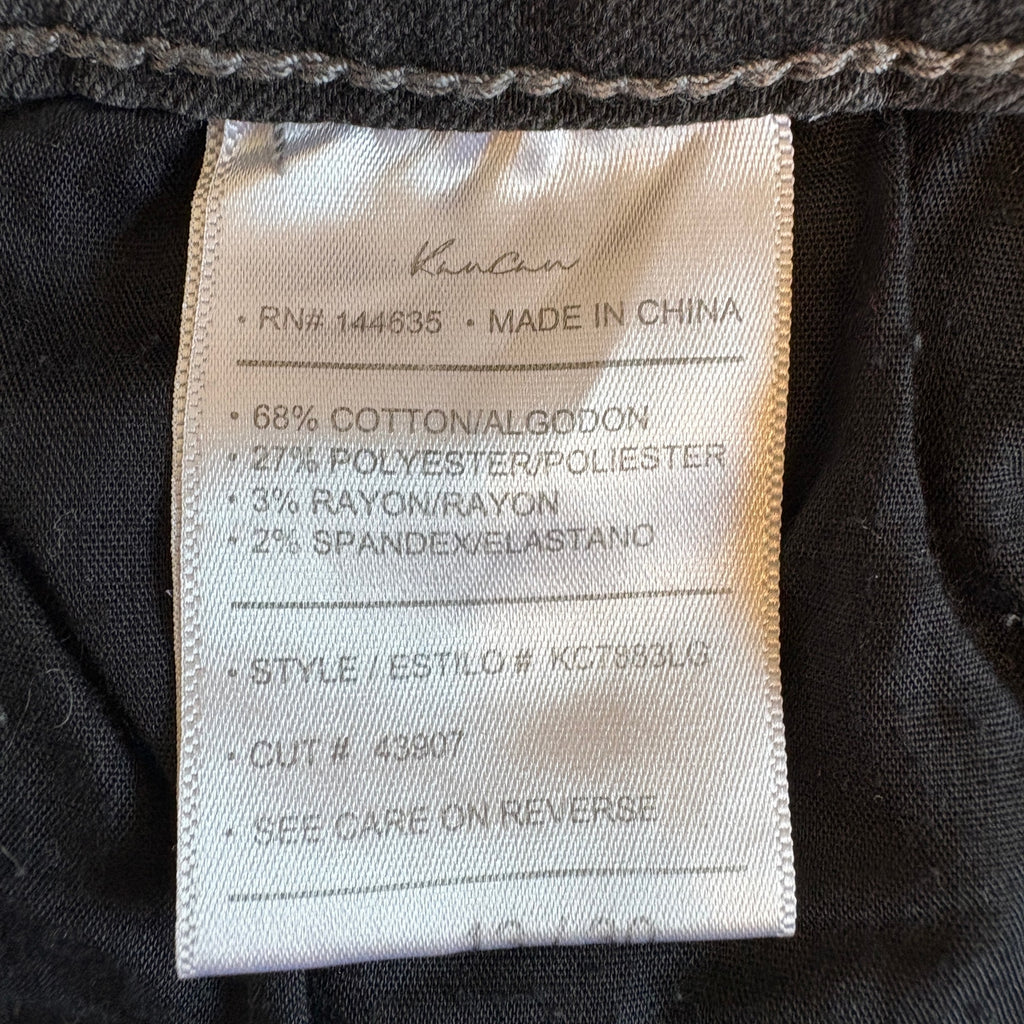 KanCan
• RN# 144635 • MADE IN CHINA
• 68% COTTON/ALGODON
• 27% POLYESTER/POLIESTER
• 3% RAYON/RAYON
• 2% SPANDEX/ELASTANO
• STYLE / ESTILO # KC7883LG
• CUT # 43907
• SEE CARE ON REVERSE